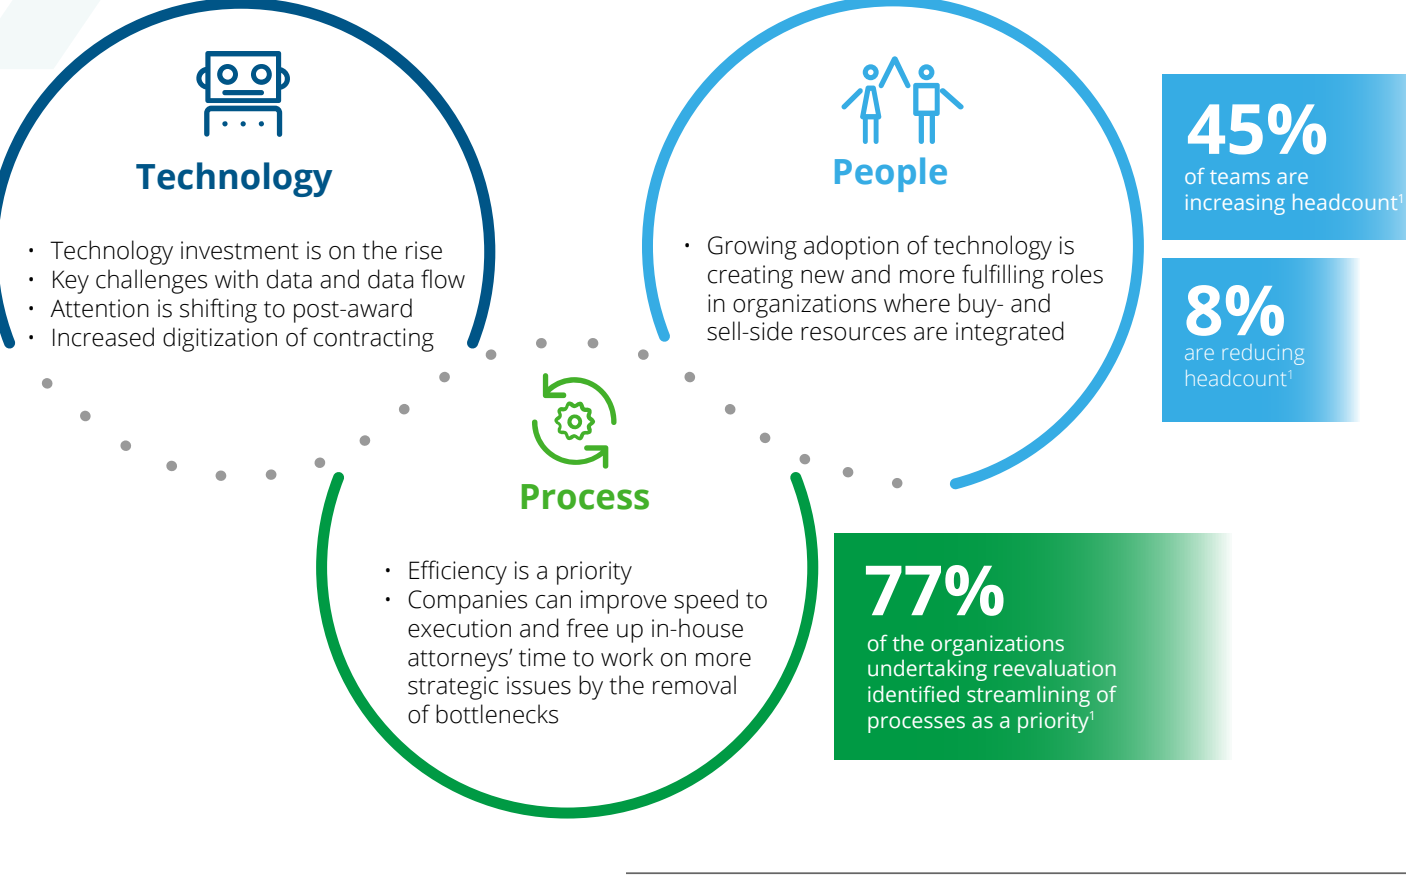 Technology
• Technology investment is on the rise
• Key challenges with data and data flow
• Attention is shifting to post-award
• Increased digitization of contracting
People
• Growing adoption of technology is
creating new and more fulfilling roles
in organizations where buy- and
sell-side resources are integrated
45%
of teams are
increasing headcount¹
8%
are reducing
headcount¹
Process
• Efficiency is a priority
• Companies can improve speed to
execution and free up in-house
attorneys’ time to work on more
strategic issues by the removal
of bottlenecks
77%
of the organizations
undertaking reevaluation
identified streamlining of
processes as a priority¹